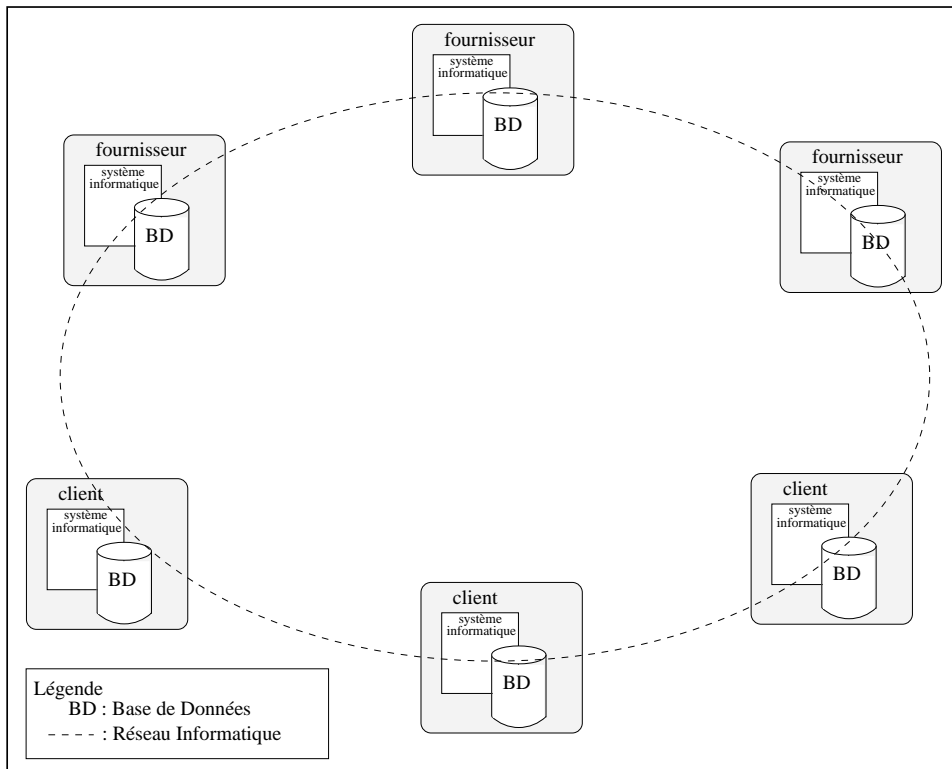 fournisseur
système
informatique
BD
fournisseur
système
informatique
BD
fournisseur
système
informatique
BD
client
système
informatique
BD
client
système
informatique
BD
client
système
informatique
BD
Légende
BD : Base de Données
: Réseau Informatique